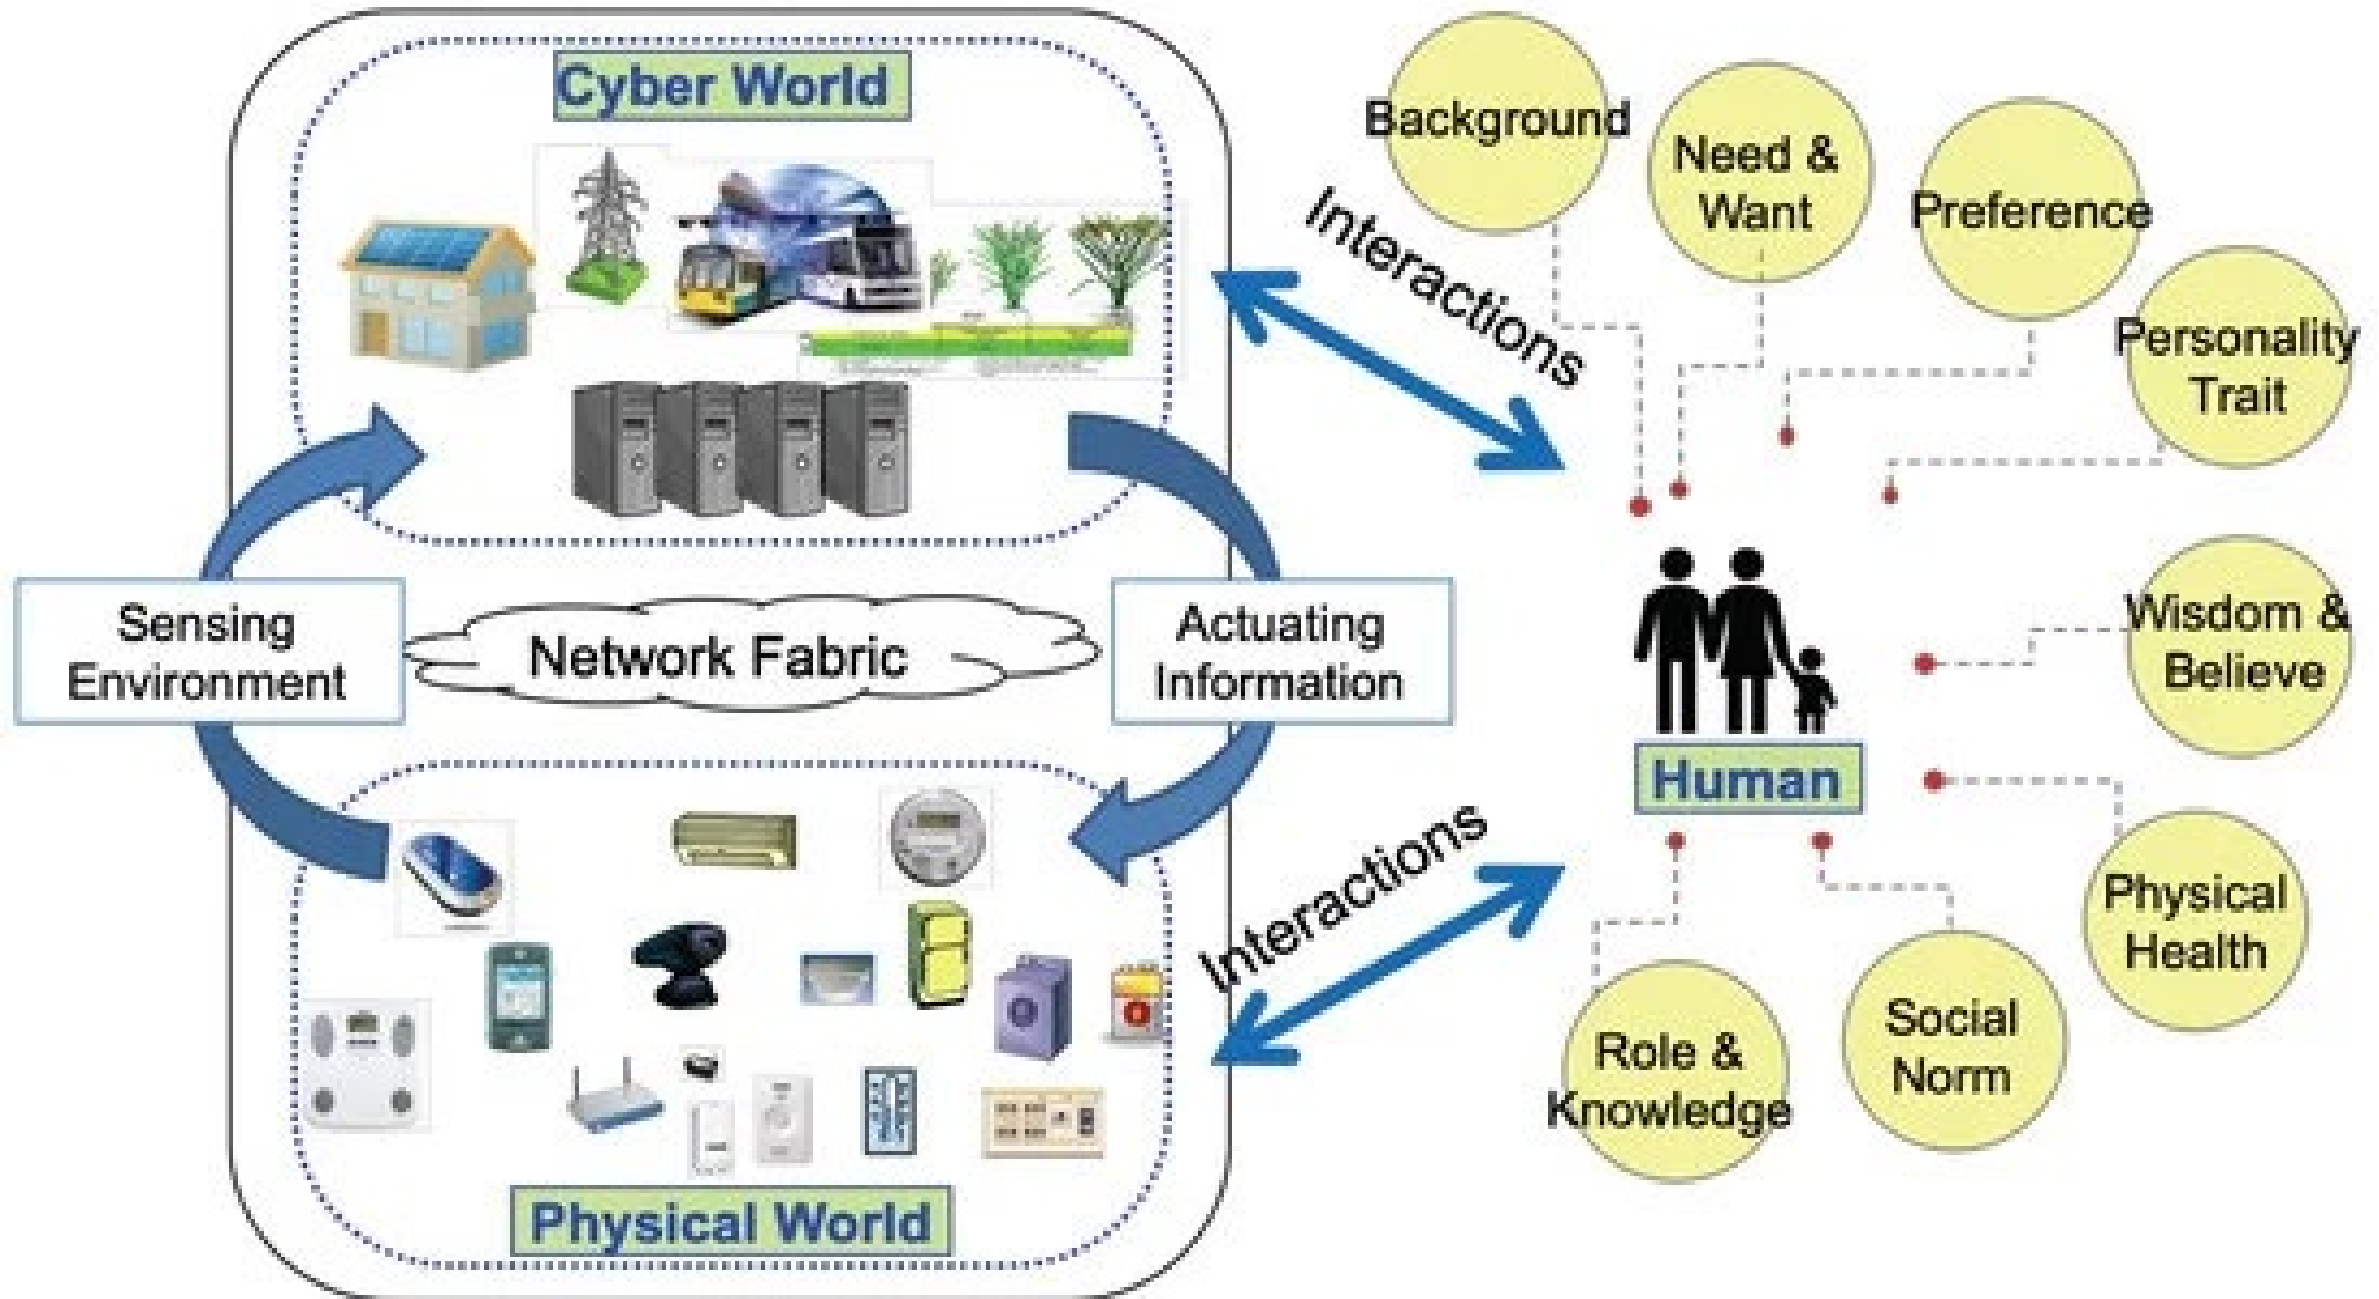 Cyber World
Sensing
Environment
Network Fabric
Actuating
Information
Physical World
Interactions
Interactions
Background
Need &
Want
Preference
Personality
Trait
Wisdom &
Believe
Human
Physical
Health
Social
Norm
Role &
Knowledge